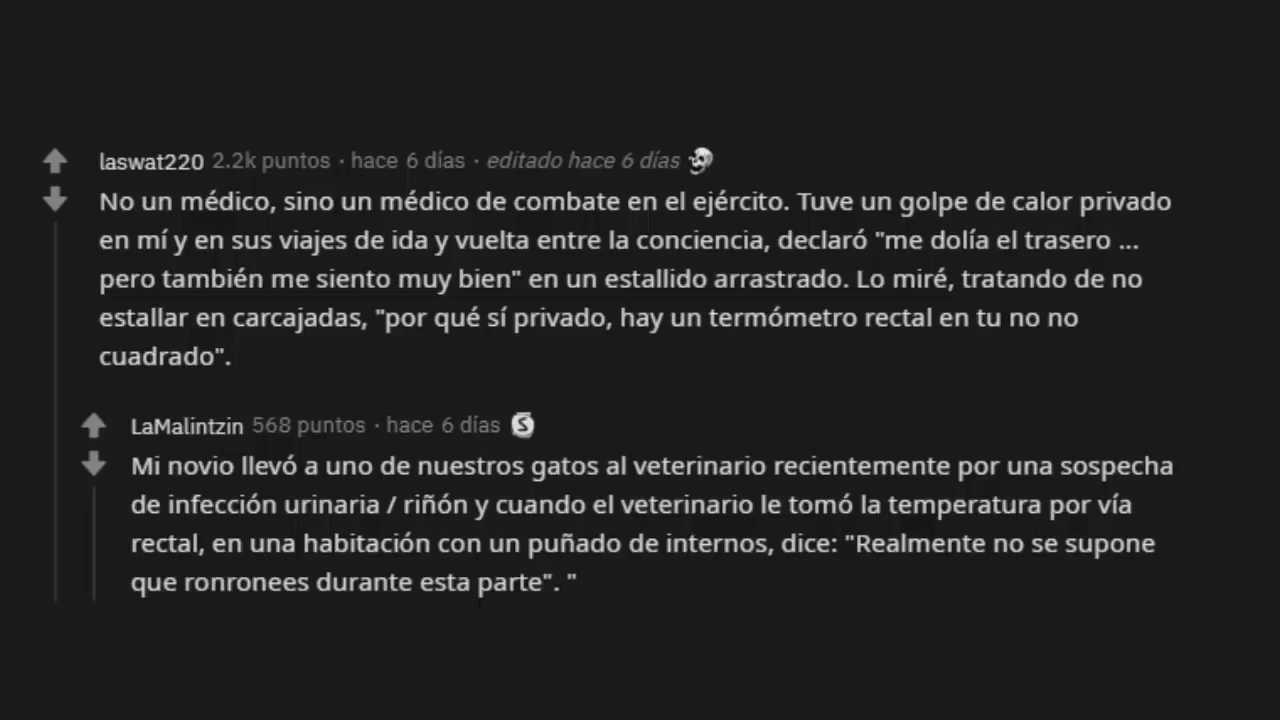 laswat220 2.2k puntos · hace 6 días · editado hace 6 días
No un médico, sino un médico de combate en el ejército. Tuve un golpe de calor privado
en mí y en sus viajes de ida y vuelta entre la conciencia, declaró "me dolía el trasero ...
pero también me siento muy bien" en un estallido arrastrado. Lo miré, tratando de no
estallar en carcajadas, "por qué sí privado, hay un termómetro rectal en tu no no
cuadrado".
LaMalintzin 568 puntos · hace 6 días S
Mi novio llevó a uno de nuestros gatos al veterinario recientemente por una sospecha
de infección urinaria / riñón y cuando el veterinario le tomó la temperatura por vía
rectal, en una habitación con un puñado de internos, dice: "Realmente no se supone
que ronronees durante esta parte". "